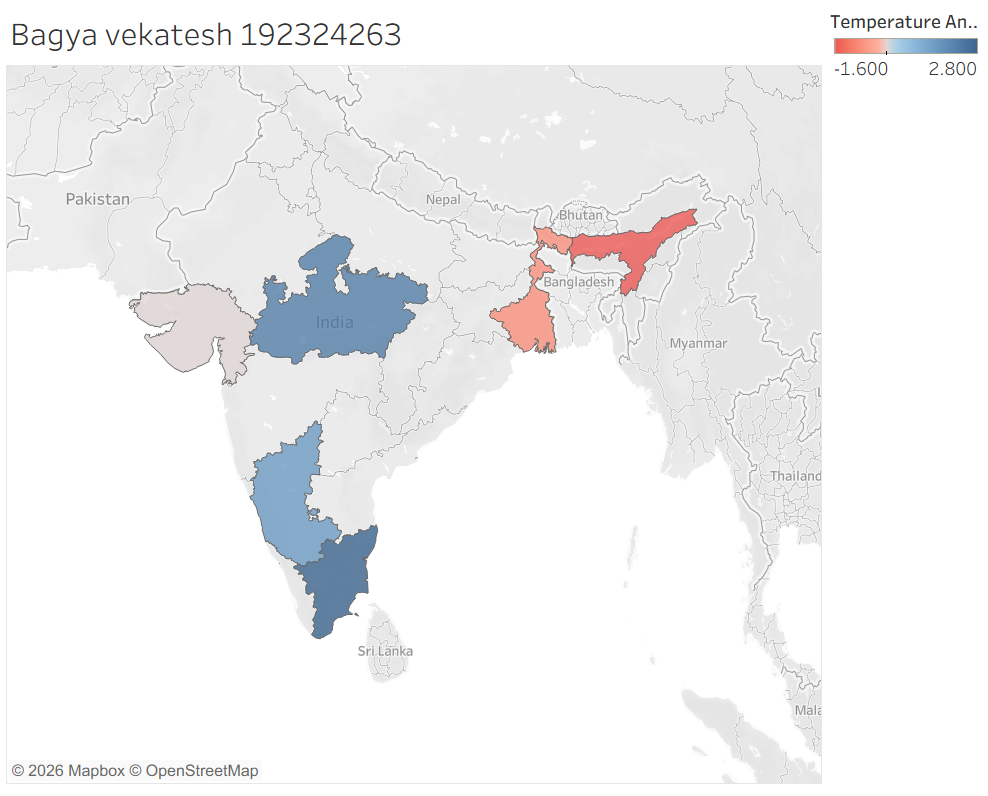 Bagya vekatesh 192324263
Temperature An..
-1.600 2.800
Pakistan
Nepal
Bhutan
Bangladesh
India
Myanmar
Thailand
Sri Lanka
Mala
© 2026 Mapbox © OpenStreetMap